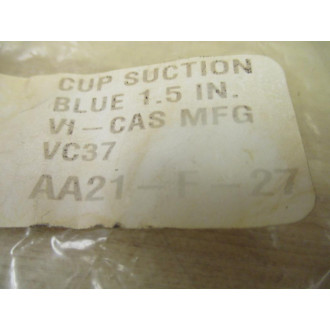 CUP SUCTION
BLUE 1.5 IN.
VI-CAS MFG
VC37
AA21-F-27